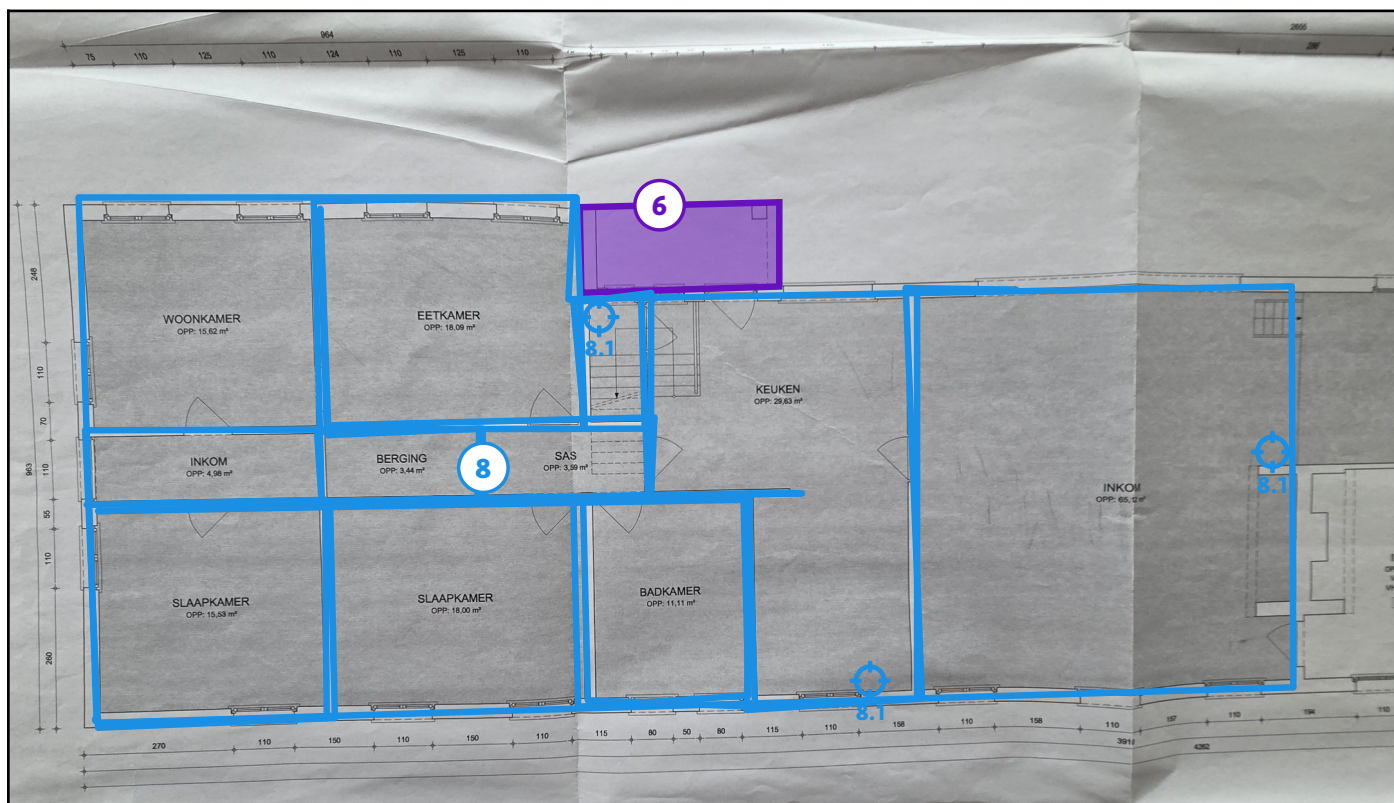 964
2655
75 110 125 110 124 110 125 110
6
248
110
70
110
963
55
110
260
WOONKAMER
OPP: 15,62 m²
EETKAMER
OPP: 18,09 m²
8.1
KEUKEN
OPP: 29,63 m²
INKOM
OPP: 4,98 m²
BERGING
OPP: 3,44 m²
8
SAS
OPP: 3,59 m²
8.1
INKOM
SLAAPKAMER
OPP: 15,53 m²
SLAAPKAMER
OPP: 18,00 m²
BADKAMER
OPP: 11,11 m²
8.1
270 110 150 110 150 110 115 80 50 80 115 110 158 110 158 110 157 110 194 110
4262